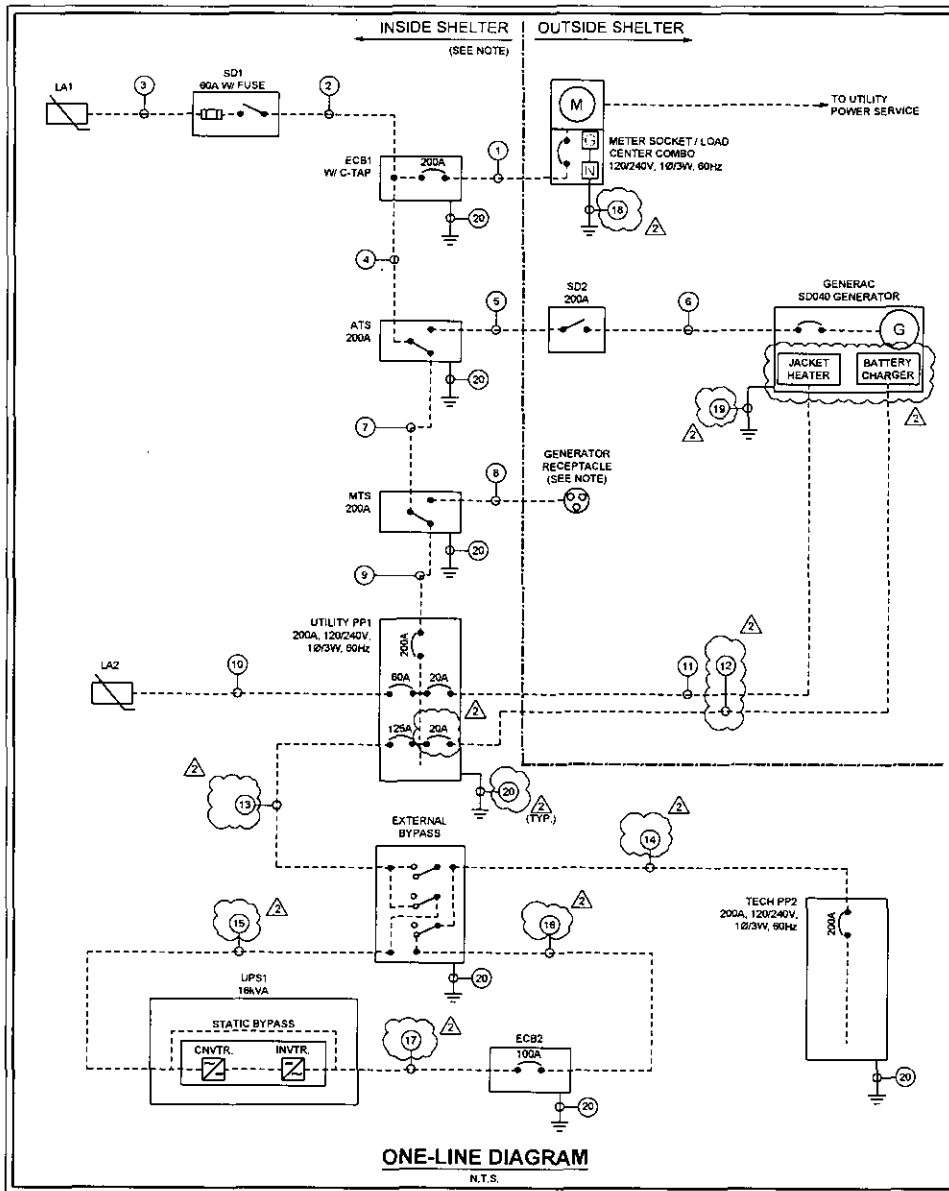 INSIDE SHELTER
(SEE NOTE)
OUTSIDE SHELTER
LA1
3
SD1
60A W/ FUSE
2
M
TO UTILITY
POWER SERVICE
METER SOCKET / LOAD
CENTER COMBO
120/240V, 1Ø/3W, 60Hz
G
N
ECB1
W/ C-TAP
200A
1
20
18
2
4
ATS
200A
5
SD2
200A
6
GENERAC
SD040 GENERATOR
G
JACKET
HEATER
BATTERY
CHARGER
20
19
2
2
7
MTS
200A
8
GENERATOR
RECEPTACLE
(SEE NOTE)
20
9
UTILITY PP1
200A, 120/240V,
1Ø/3W, 60Hz
200A
LA2
10
60A
20A
11
12
2
125A
20A
2
13
2
20
2
(TYP.)
EXTERNAL
BYPASS
14
2
TECH PP2
200A, 120/240V,
1Ø/3W, 60Hz
200A
15
2
16
2
20
UPS1
16kVA
STATIC BYPASS
CNVTR.
INVTR.
17
2
ECB2
100A
20
20
ONE-LINE DIAGRAM
N.T.S.